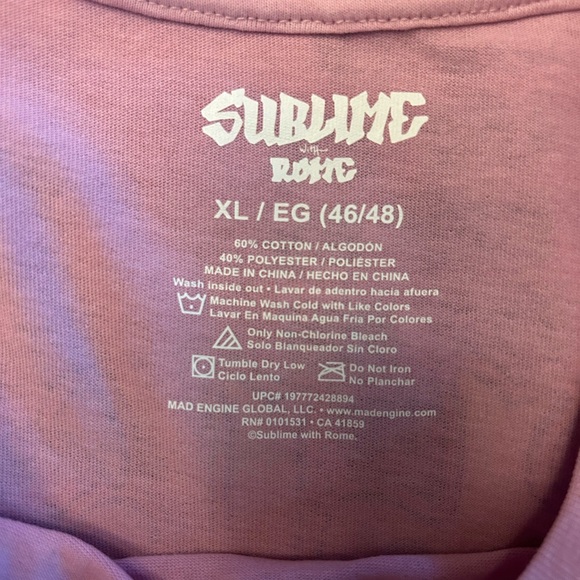 SUBLIME
with
ROME
XL / EG (46/48)
60% COTTON / ALGODÓN
40% POLYESTER / POLIÉSTER
MADE IN CHINA / HECHO EN CHINA
Wash inside out • Lavar de adentro hacia afuera
Machine Wash Cold with Like Colors
Lavar En Maquina Agua Fria Por Colores
Only Non-Chlorine Bleach
Solo Blanqueador Sin Cloro
Tumble Dry Low
Ciclo Lento
Do Not Iron
No Planchar
UPC# 197772428894
MAD ENGINE GLOBAL, LLC. • www.madengine.com
RN# 0101531 • CA 41859
©Sublime with Rome.